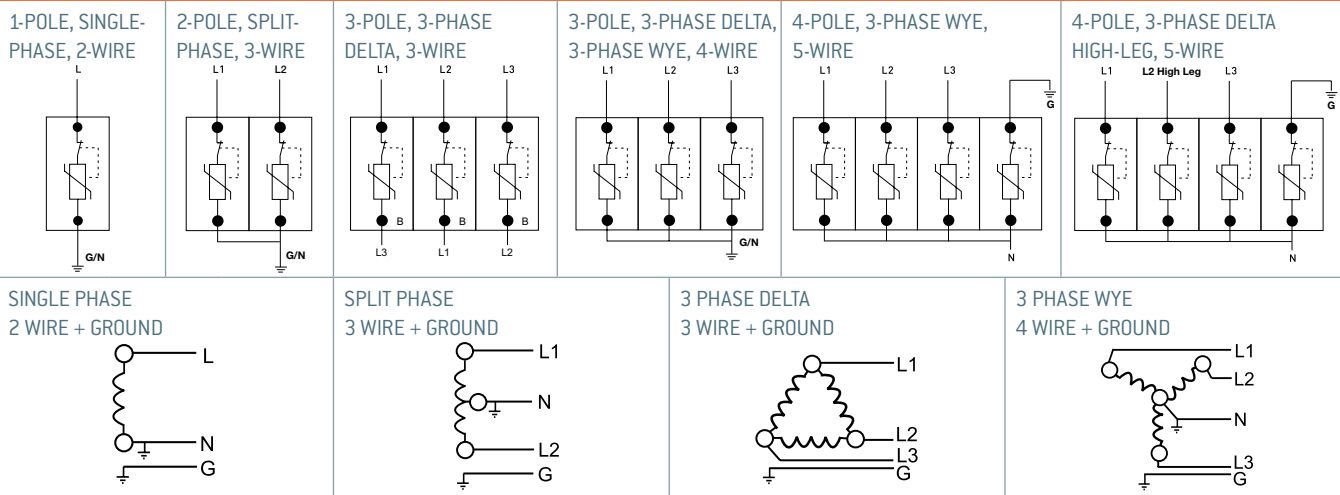 1-POLE, SINGLE-
PHASE, 2-WIRE
L
G/N
2-POLE, SPLIT-
PHASE, 3-WIRE
L1 L2
G/N
3-POLE, 3-PHASE
DELTA, 3-WIRE
L1 L2 L3
B B B
L3 L1 L2
3-POLE, 3-PHASE DELTA,
3-PHASE WYE, 4-WIRE
L1 L2 L3
G/N
4-POLE, 3-PHASE WYE,
5-WIRE
L1 L2 L3
G
N
4-POLE, 3-PHASE DELTA
HIGH-LEG, 5-WIRE
L1 L2 High Leg L3
G
N
SINGLE PHASE
2 WIRE + GROUND
L
N
G
SPLIT PHASE
3 WIRE + GROUND
L1
N
L2
G
3 PHASE DELTA
3 WIRE + GROUND
L1
L2
L3
G
3 PHASE WYE
4 WIRE + GROUND
L1
L2
N
L3
G